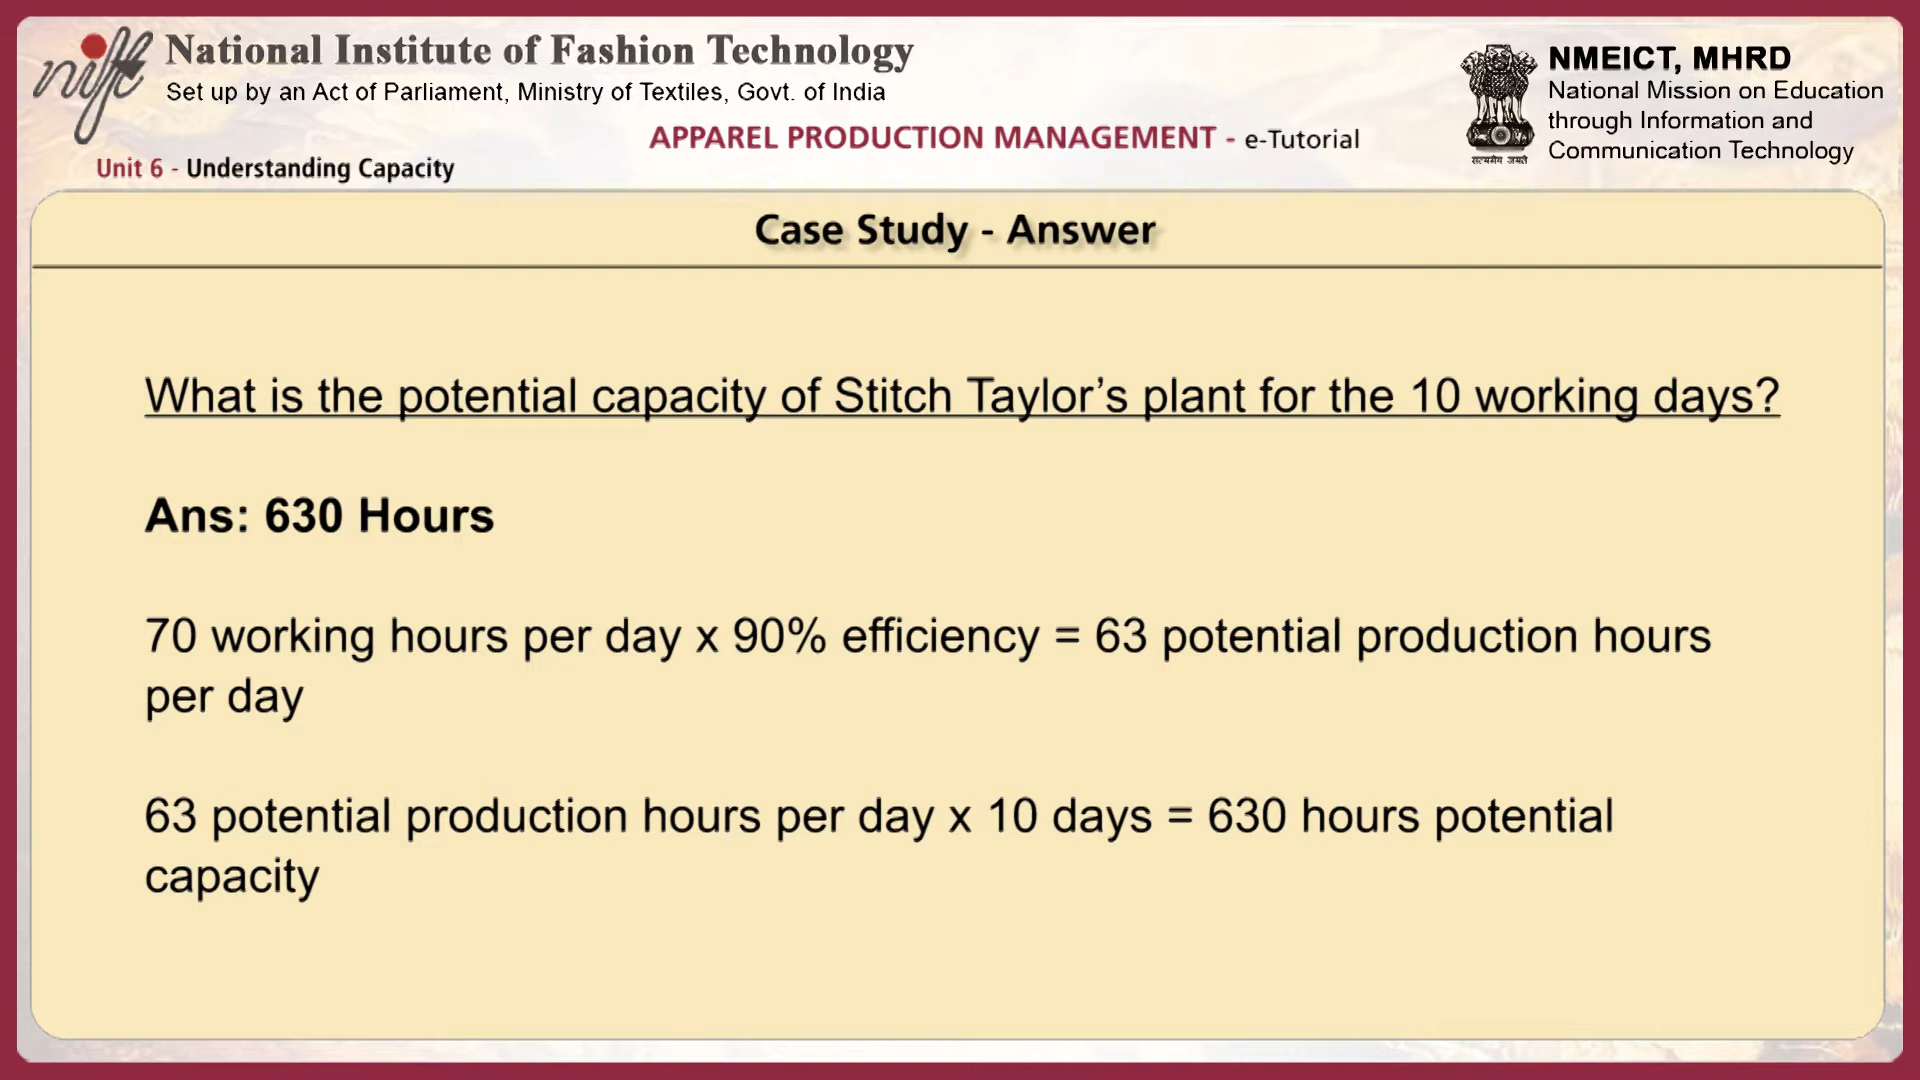 nift
National Institute of Fashion Technology
Set up by an Act of Parliament, Ministry of Textiles, Govt. of India
NMEICT, MHRD
National Mission on Education
through Information and
Communication Technology
सत्यमेव जयते
APPAREL PRODUCTION MANAGEMENT - e-Tutorial
Unit 6 - Understanding Capacity
Case Study - Answer
What is the potential capacity of Stitch Taylor’s plant for the 10 working days?
Ans: 630 Hours
70 working hours per day x 90% efficiency = 63 potential production hours
per day
63 potential production hours per day x 10 days = 630 hours potential
capacity